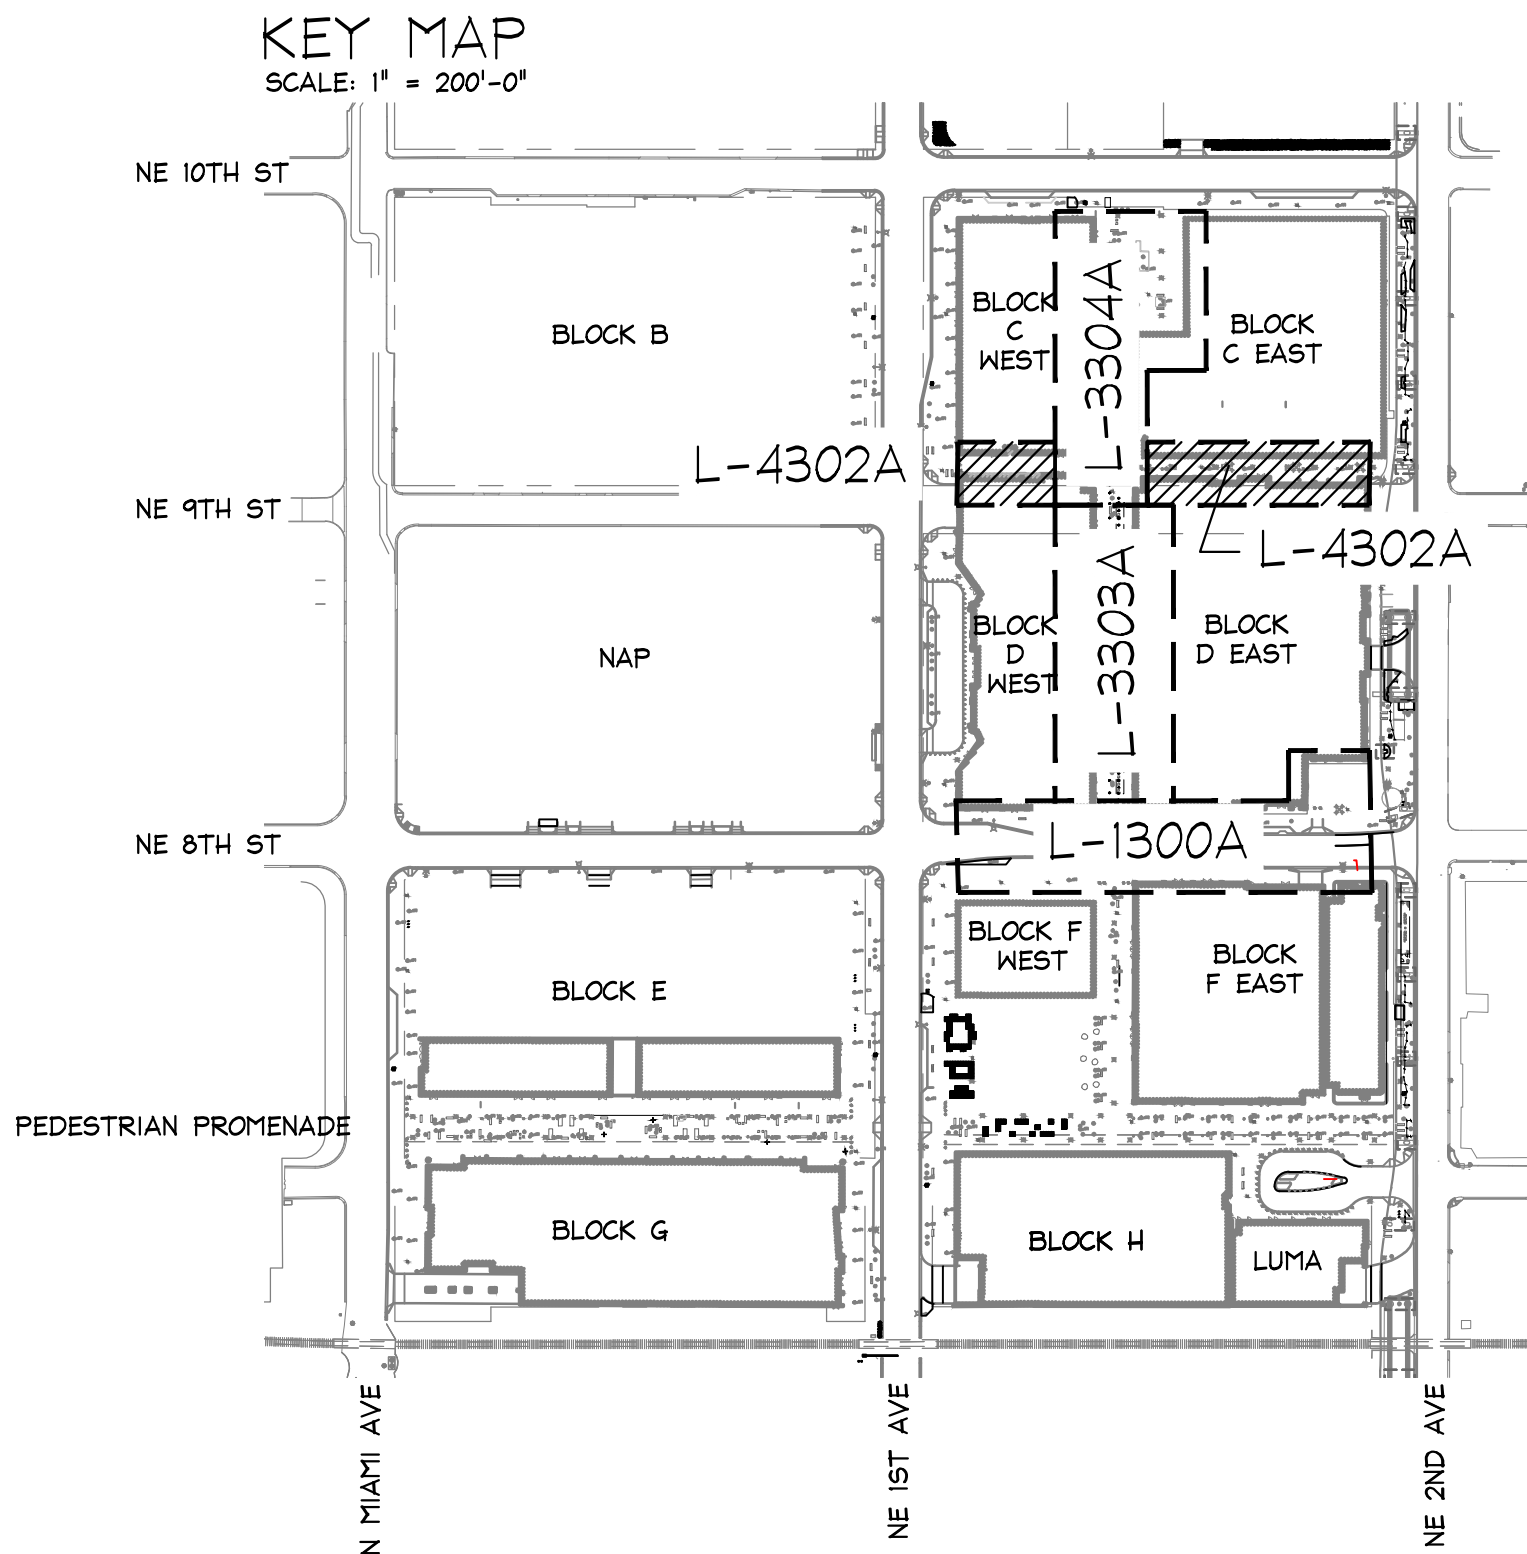 KEY MAP
SCALE: 1" = 200'-0"
NE 10TH ST
BLOCK B
BLOCK
C
WEST
L-3304A
BLOCK
C EAST
L-4302A
NE 9TH ST
L-4302A
NAP
BLOCK
D
WEST
L-3303A
BLOCK
D EAST
NE 8TH ST
L-1300A
BLOCK F
WEST
BLOCK
F EAST
BLOCK E
PEDESTRIAN PROMENADE
BLOCK G
BLOCK H
LUMA
N MIAMI AVE
NE 1ST AVE
NE 2ND AVE